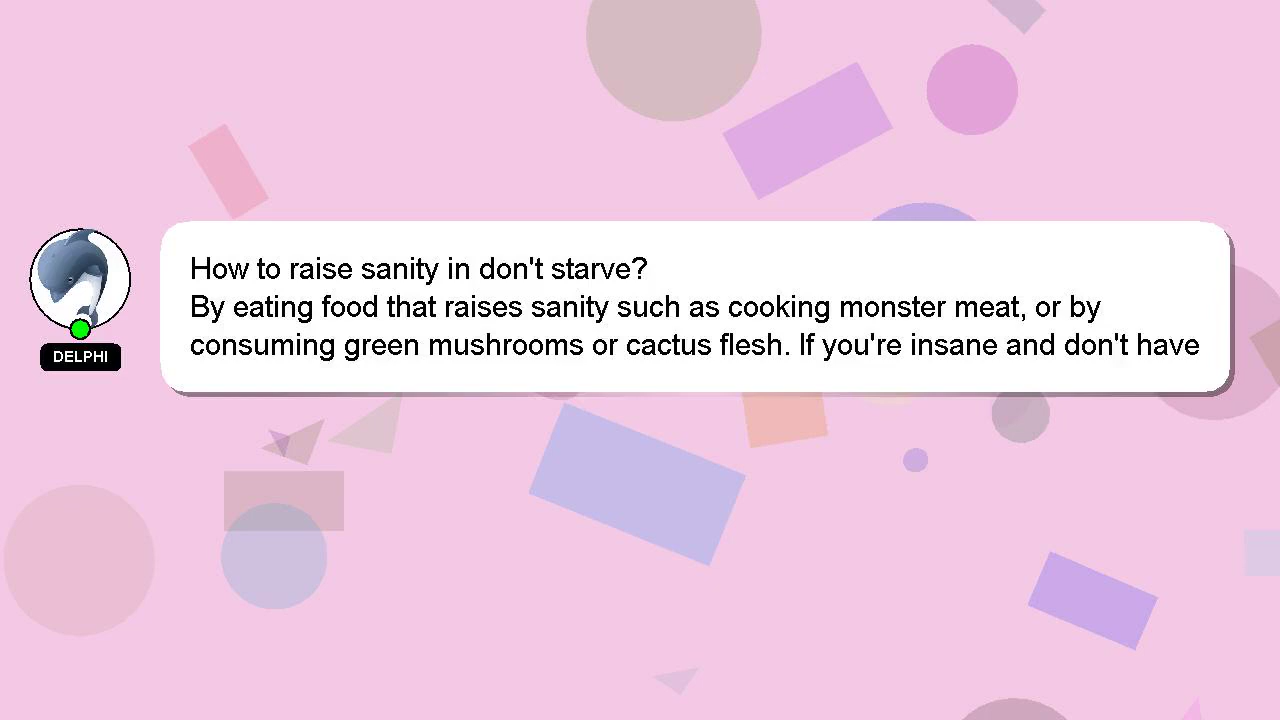 How to raise sanity in don't starve?
By eating food that raises sanity such as cooking monster meat, or by
consuming green mushrooms or cactus flesh. If you're insane and don't have
DELPHI